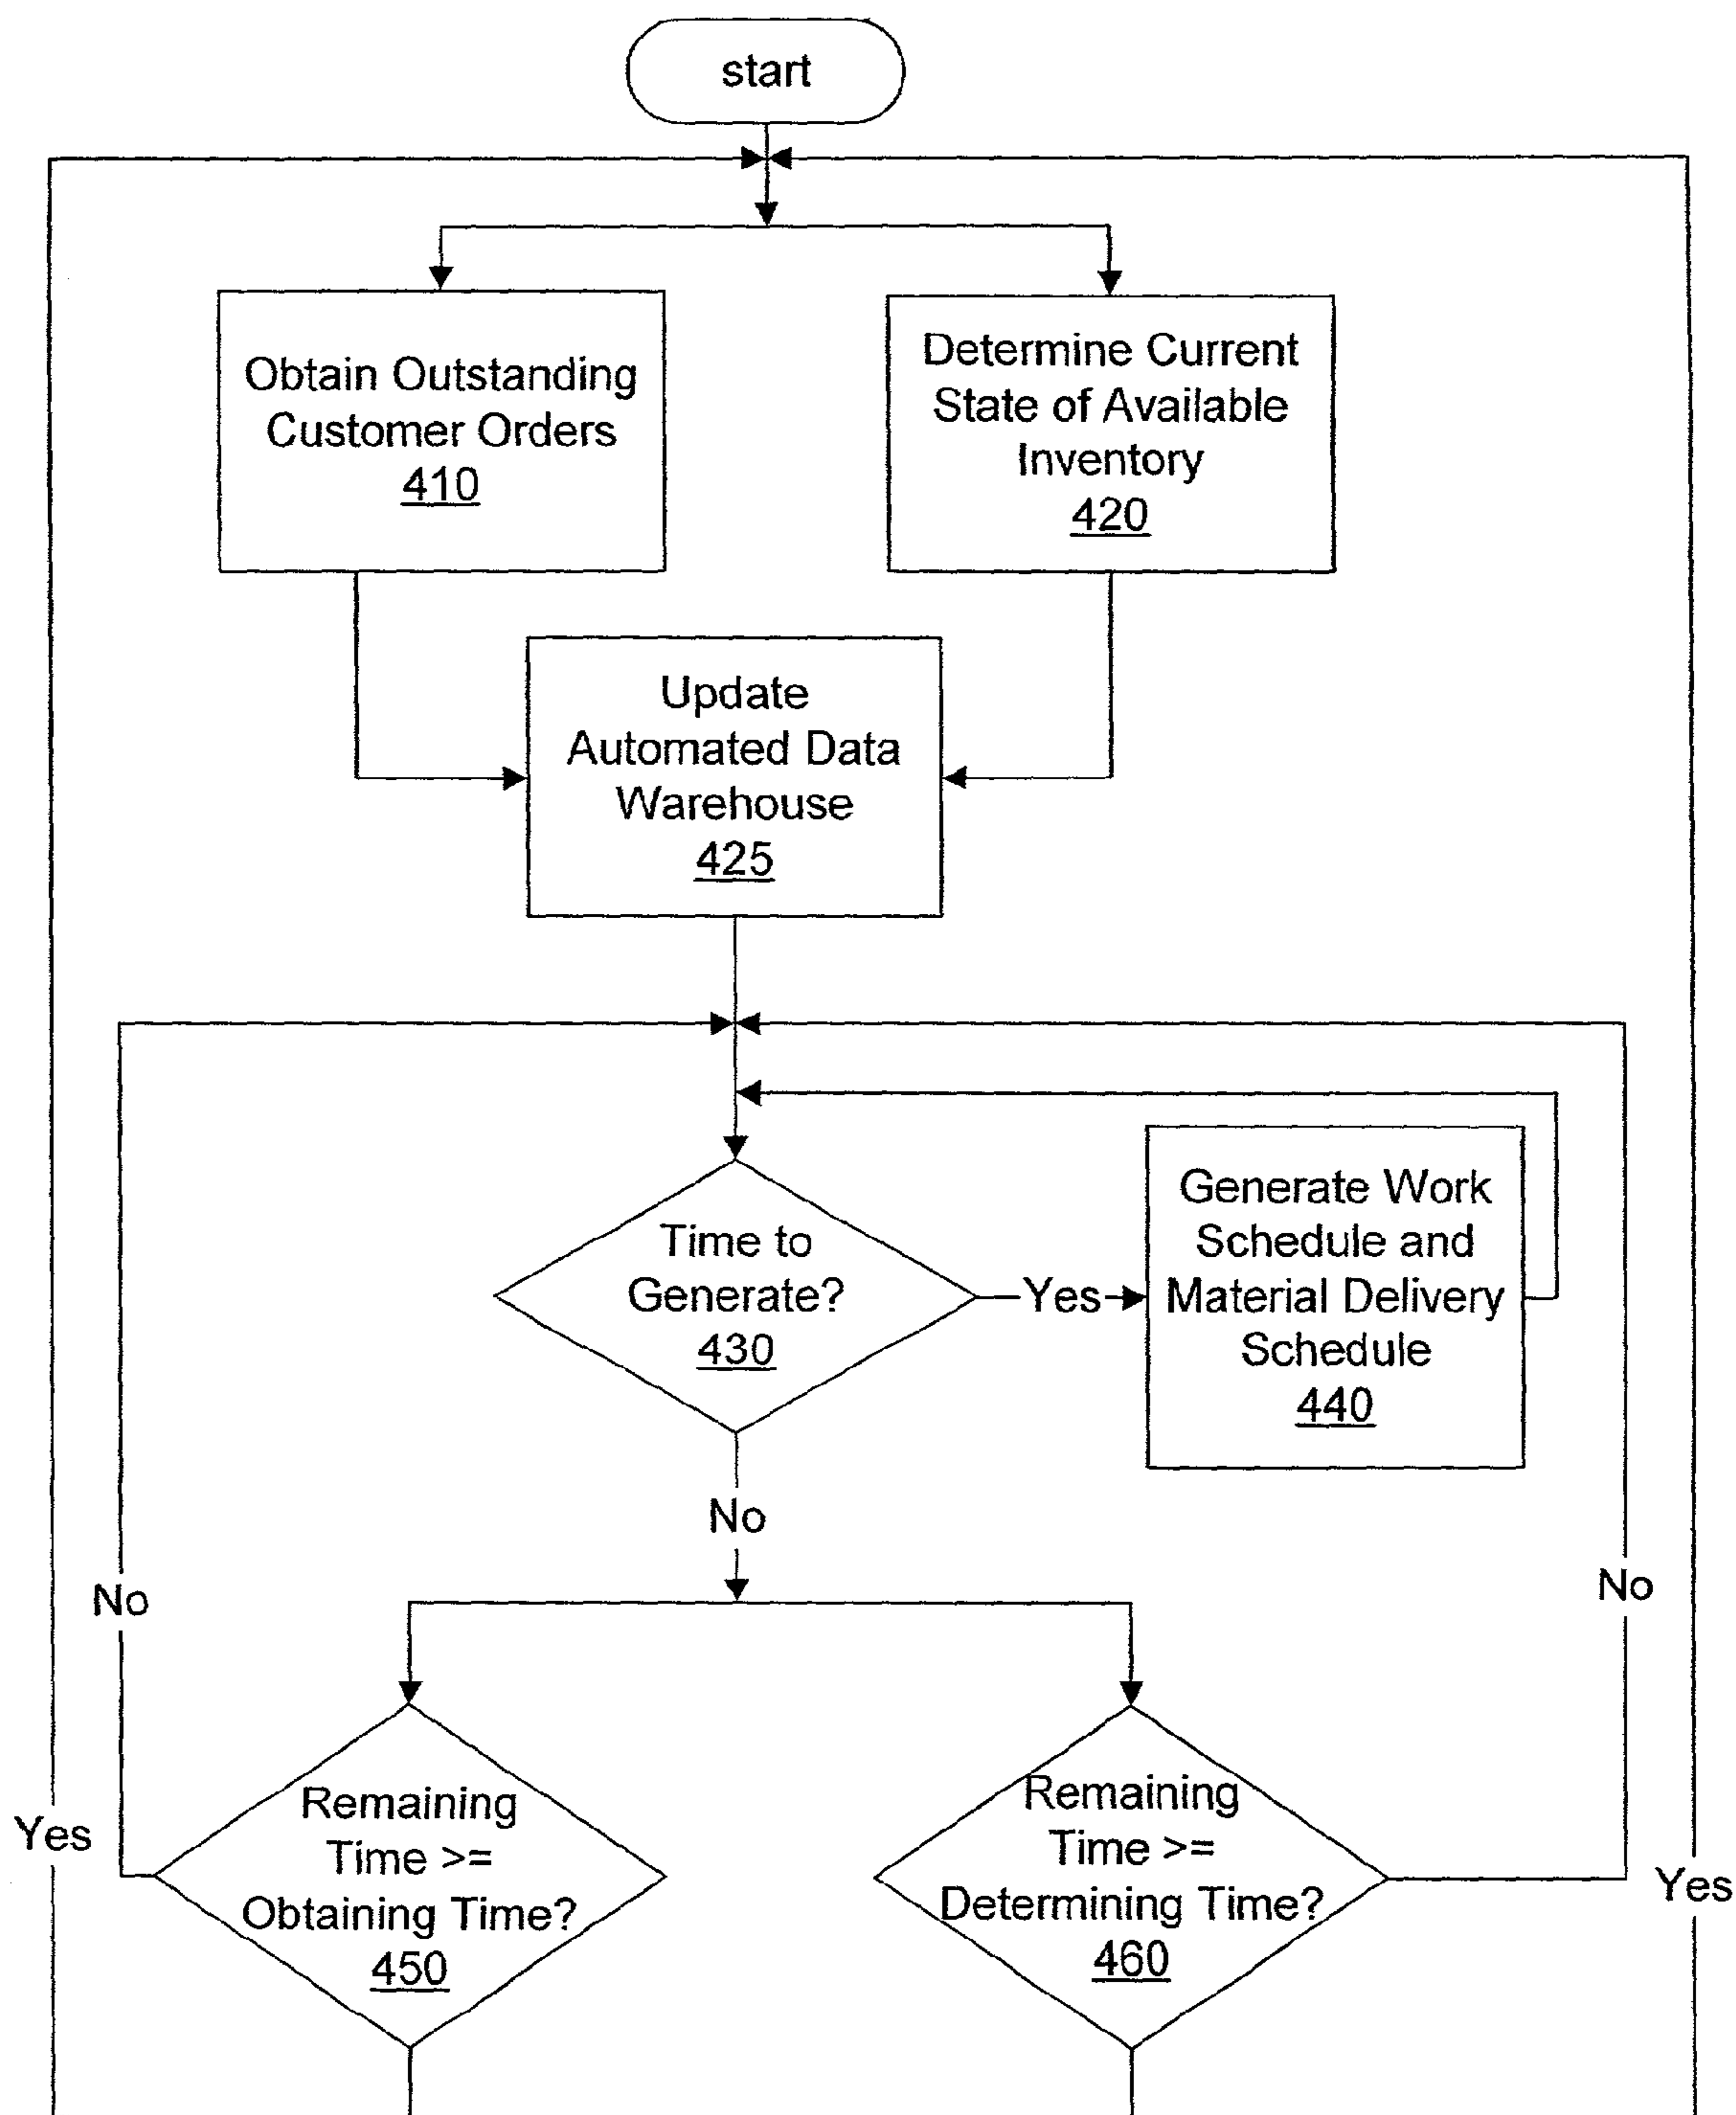 start
Obtain Outstanding
Customer Orders
410
Determine Current
State of Available
Inventory
420
Update
Automated Data
Warehouse
425
Time to
Generate?
430
Yes
Generate Work
Schedule and
Material Delivery
Schedule
440
No
No
No
Remaining
Time >=
Obtaining Time?
450
Remaining
Time >=
Determining Time?
460
Yes
Yes